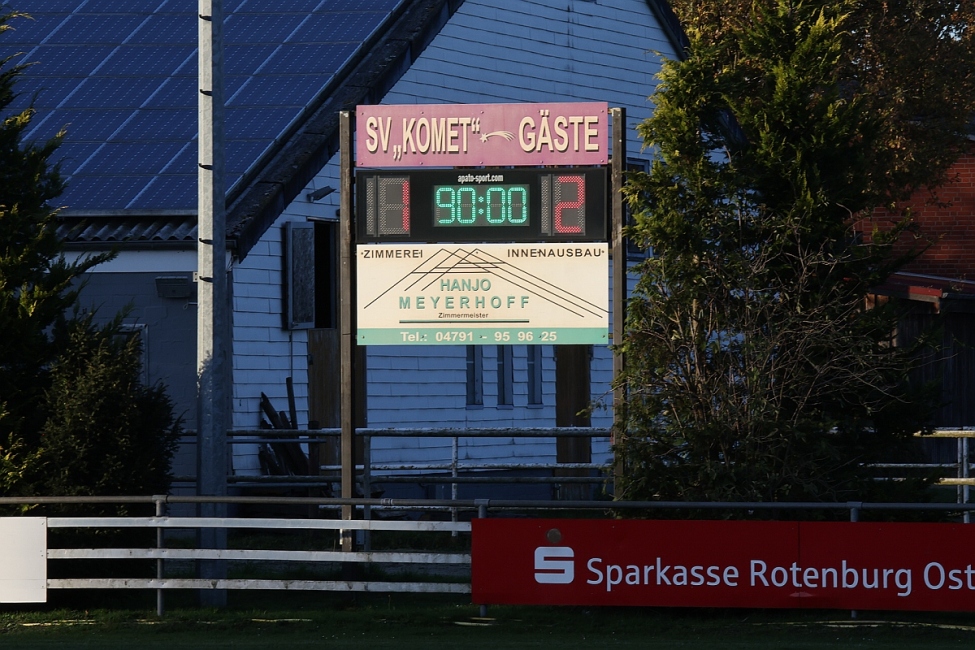 SV „KOMET“ GÄSTE
apato-sport.com
1 90:00 2
ZIMMEREI INNENAUSBAU
HANJO
MEYERHOFF
Zimmermeister
Tel.: 04791 - 95 96 25
S Sparkasse Rotenburg Ost